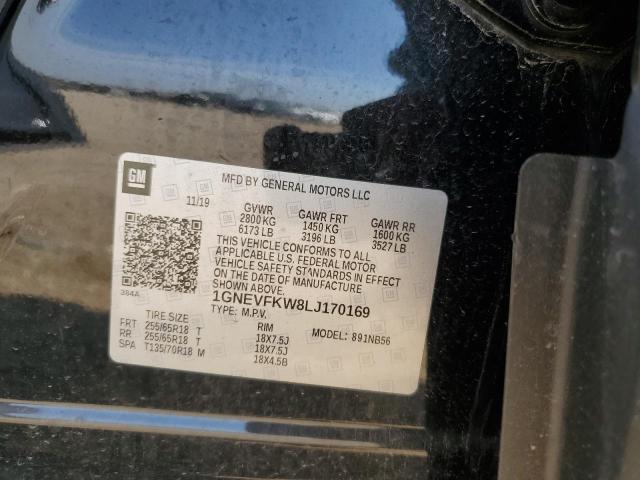 GM
MFD BY GENERAL MOTORS LLC
11/19 GVWR GAWR FRT GAWR RR
2800 KG 1450 KG 1600 KG
6173 LB 3196 LB 3527 LB
THIS VEHICLE CONFORMS TO ALL
APPLICABLE U.S. FEDERAL MOTOR
VEHICLE SAFETY STANDARDS IN EFFECT
ON THE DATE OF MANUFACTURE
SHOWN ABOVE.
384A
1GNEVFKW8LJ170169
TYPE: M.P.V.
TIRE SIZE RIM MODEL: 891NB56
FRT 255/65R18 T 18X7.5J
RR 255/65R18 T 18X7.5J
SPA T135/70R18 M 18X4.5B